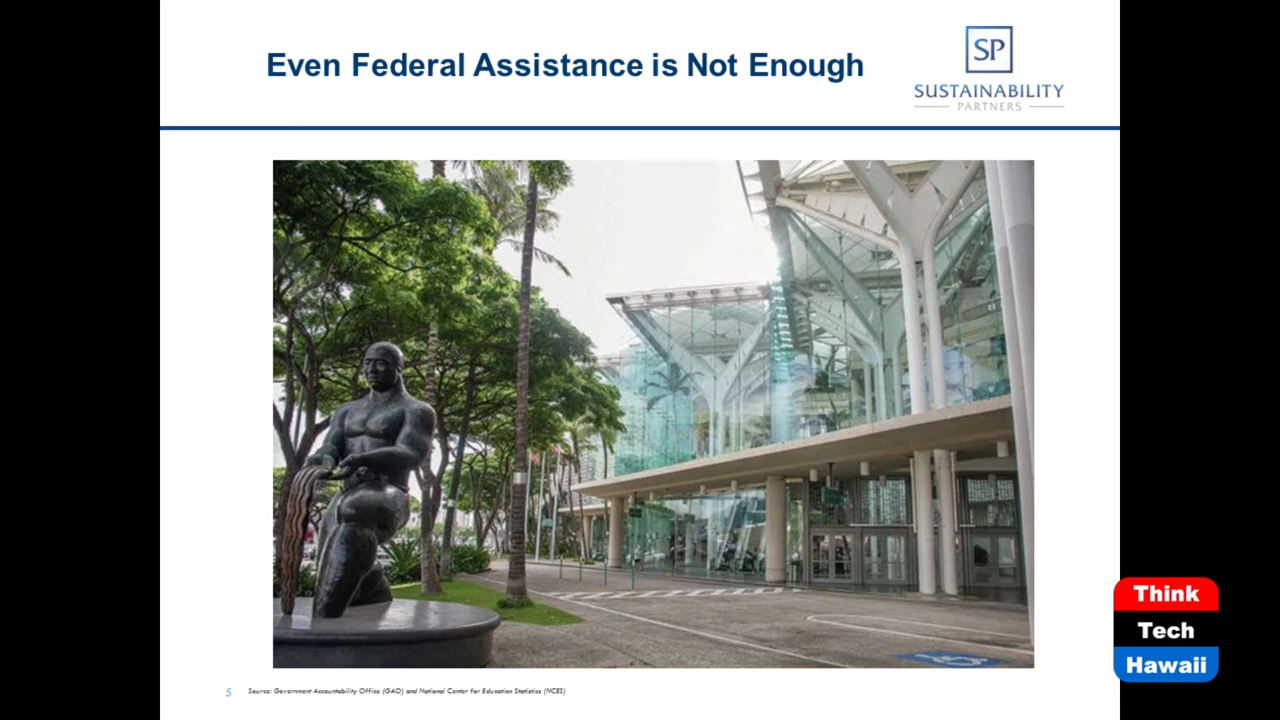 Even Federal Assistance is Not Enough
SP
SUSTAINABILITY
PARTNERS
5
Source: Government Accountability Office (GAO) and National Center for Education Statistics (NCES)
Think
Tech
Hawaii